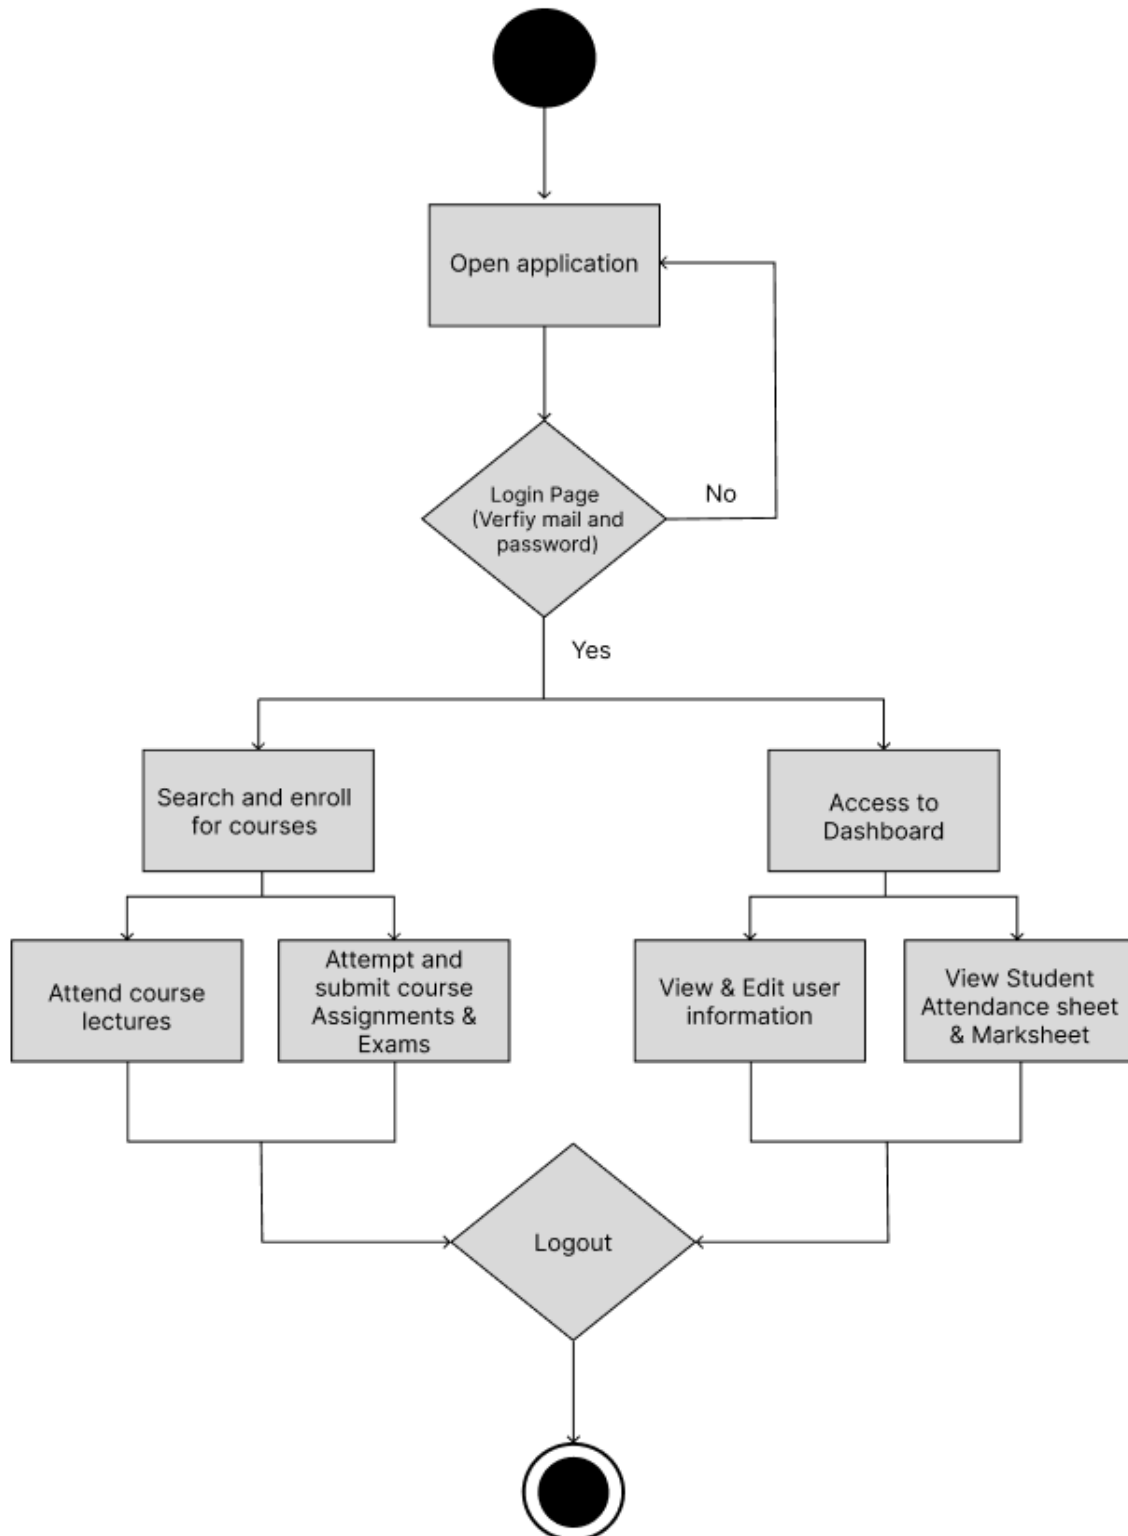 Open application
Login Page
(Verfiy mail and
password)
No
Yes
Search and enroll
for courses
Access to
Dashboard
Attend course
lectures
Attempt and
submit course
Assignments &
Exams
View & Edit user
information
View Student
Attendance sheet
& Marksheet
Logout